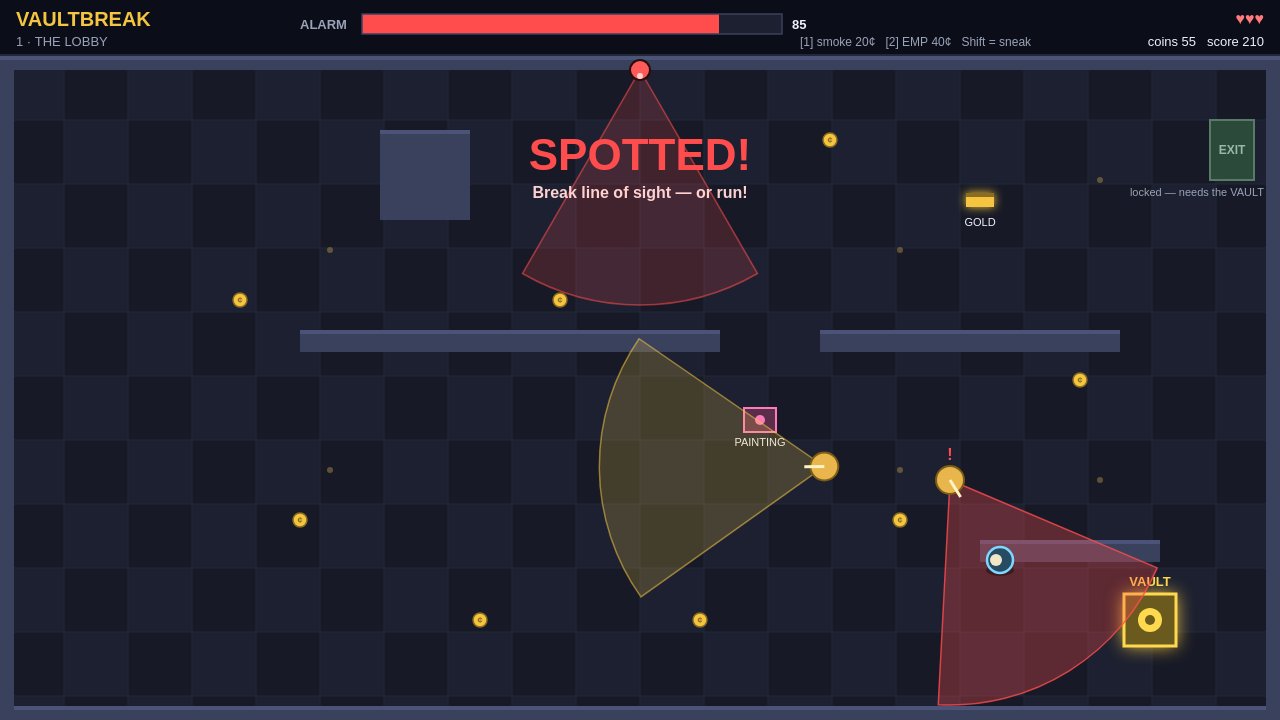 VAULTBREAK
1 · THE LOBBY
ALARM
85
[1] smoke 20¢ [2] EMP 40¢ Shift = sneak
♥♥♥
coins 55 score 210
SPOTTED!
Break line of sight — or run!
¢
EXIT
locked — needs the VAULT
GOLD
¢
¢
¢
PAINTING
!
¢
¢
VAULT
¢
¢